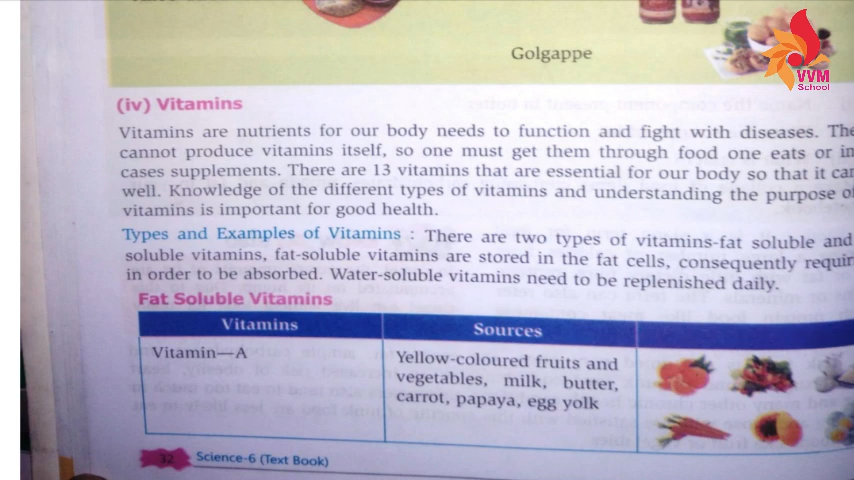 Golgappe
VVM
School
(iv) Vitamins
Vitamins are nutrients for our body needs to function and fight with diseases. The
cannot produce vitamins itself, so one must get them through food one eats or in
cases supplements. There are 13 vitamins that are essential for our body so that it can
well. Knowledge of the different types of vitamins and understanding the purpose of
vitamins is important for good health.
Types and Examples of Vitamins : There are two types of vitamins-fat soluble and
soluble vitamins, fat-soluble vitamins are stored in the fat cells, consequently requir
in order to be absorbed. Water-soluble vitamins need to be replenished daily.
Fat Soluble Vitamins
Vitamins Sources
Vitamin—A Yellow-coloured fruits and
vegetables, milk, butter,
carrot, papaya, egg yolk
32 Science-6 (Text Book)